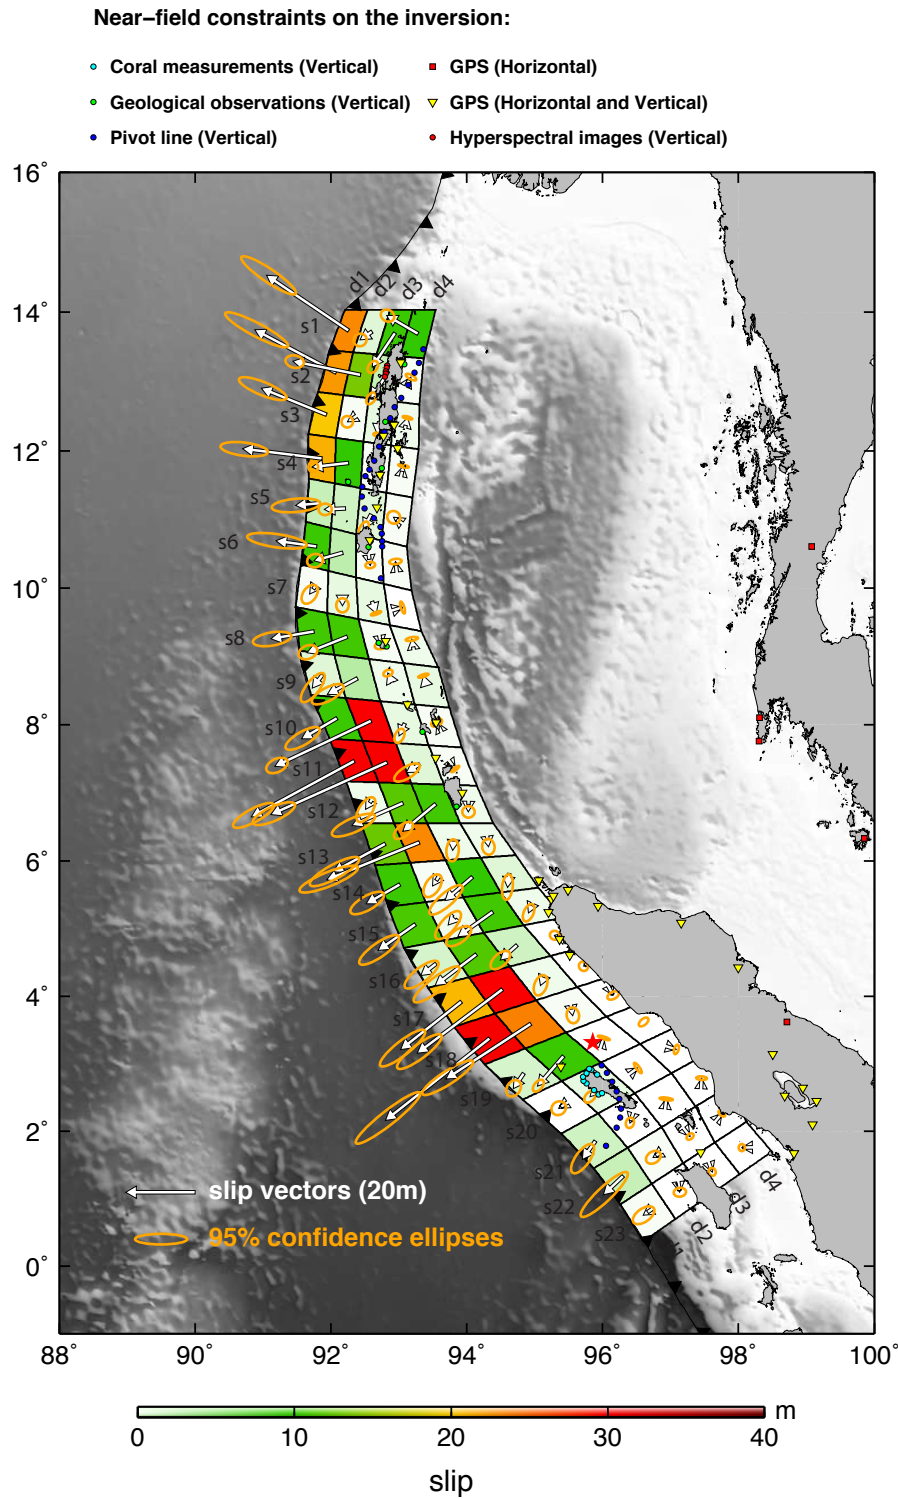 Near–field constraints on the inversion:
Coral measurements (Vertical)
GPS (Horizontal)
Geological observations (Vertical)
GPS (Horizontal and Vertical)
Pivot line (Vertical)
Hyperspectral images (Vertical)
16˚
14˚
12˚
10˚
8˚
6˚
4˚
2˚
0˚
d1
d2
d3
d4
s1
s2
s3
s4
s5
s6
s7
s8
s9
s10
s11
s12
s13
s14
s15
s16
s17
s18
s19
s20
s21
s22
s23
d4
d3
d2
slip vectors (20m)
95% confidence ellipses
88˚ 90˚ 92˚ 94˚ 96˚ 98˚ 100˚
m
0 10 20 30 40
slip